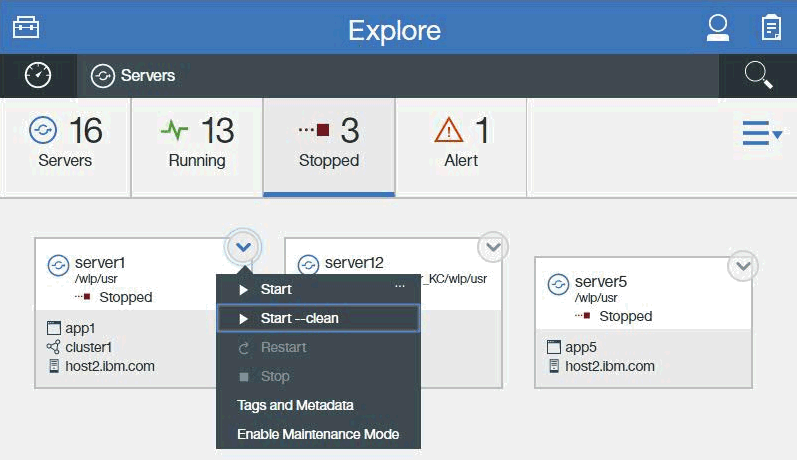 Explore
Servers
16
Servers
13
Running
3
Stopped
1
Alert
server1
/wlp/usr
Stopped
app1
cluster1
host2.ibm.com
Start ...
Start --clean
Restart
Stop
Tags and Metadata
Enable Maintenance Mode
server12
_KC/wlp/usr
server5
/wlp/usr
Stopped
app5
host2.ibm.com